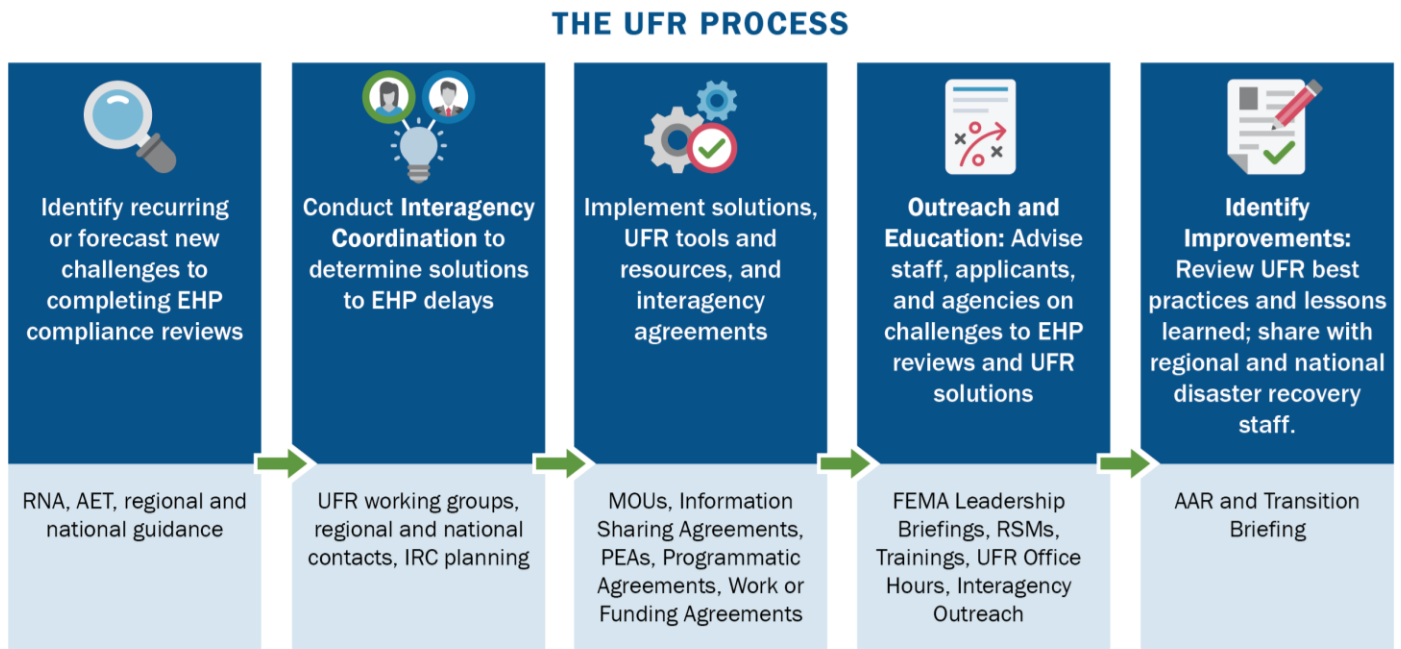 THE UFR PROCESS
Identify recurring
or forecast new
challenges to
completing EHP
compliance reviews
RNA, AET, regional and
national guidance
Conduct Interagency
Coordination to
determine solutions
to EHP delays
UFR working groups,
regional and national
contacts, IRC planning
Implement solutions,
UFR tools and
resources, and
interagency
agreements
MOUs, Information
Sharing Agreements,
PEAs, Programmatic
Agreements, Work or
Funding Agreements
Outreach and
Education: Advise
staff, applicants,
and agencies on
challenges to EHP
reviews and UFR
solutions
FEMA Leadership
Briefings, RSMs,
Trainings, UFR Office
Hours, Interagency
Outreach
Identify
Improvements:
Review UFR best
practices and lessons
learned; share with
regional and national
disaster recovery
staff.
AAR and Transition
Briefing